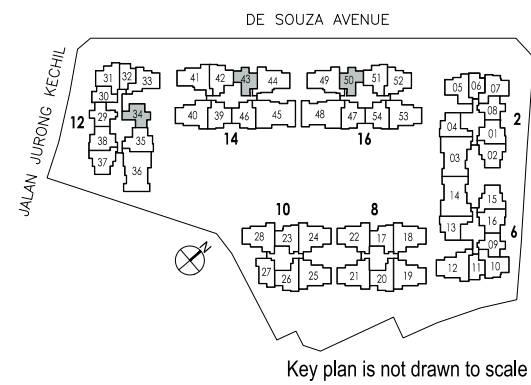 DE SOUZA AVENUE
JALAN JURONG KECHIL
31 32 33 41 42 43 44 49 50 51 52 05 06 07
30 08
12 29 34 40 39 46 45 48 47 54 53 04 01 2
38 35 14 16 03 02
37 36
14 15
10 8 13 16
28 23 24 22 17 18 6
09
27 26 25 21 20 19 12 11 10
N
Key plan is not drawn to scale